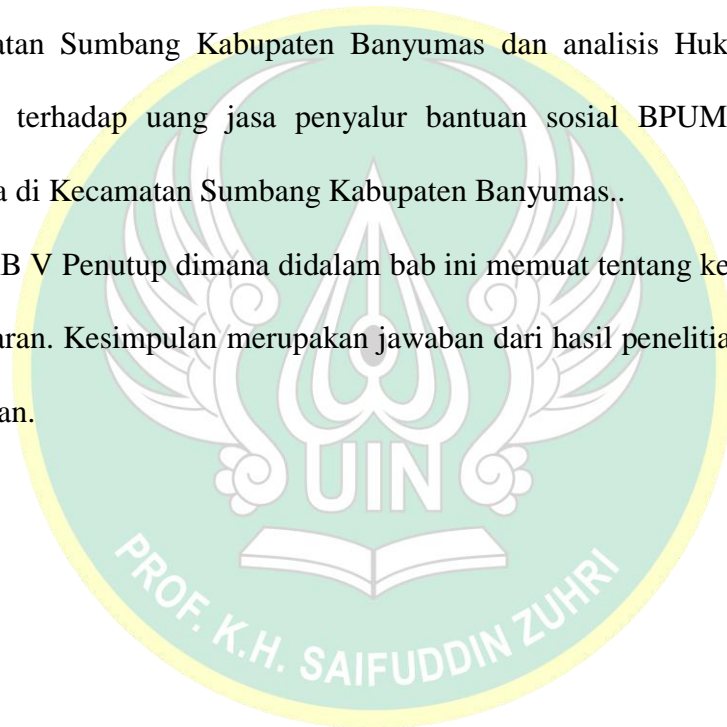 atan Sumbang Kabupaten Banyumas dan analisis Huk
terhadap uang jasa penyalur bantuan sosial BPUM
a di Kecamatan Sumbang Kabupaten Banyumas..
B V Penutup dimana didalam bab ini memuat tentang ke
aran. Kesimpulan merupakan jawaban dari hasil penelitia
an.
UIN
PROF. K.H. SAIFUDDIN ZUHRI